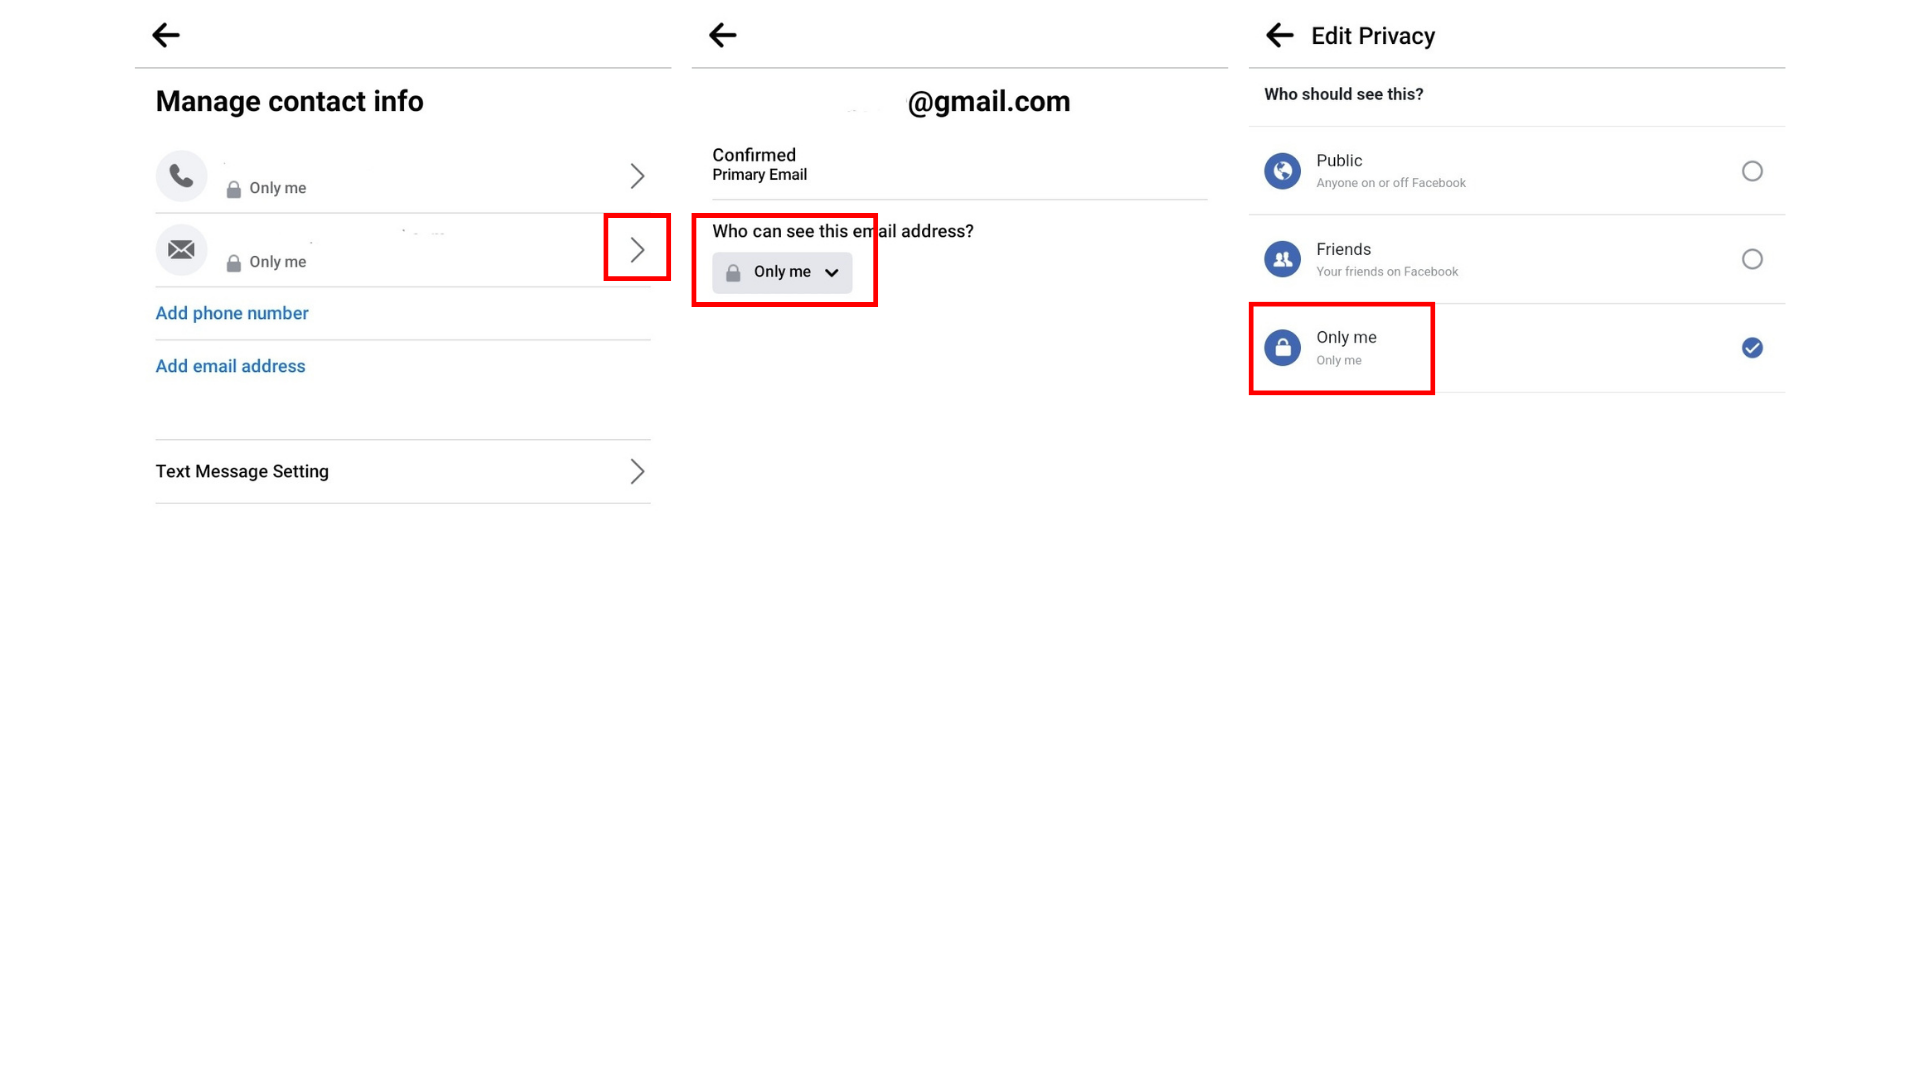 Manage contact info
Only me
Only me
Add phone number
Add email address
Text Message Setting
@gmail.com
Confirmed
Primary Email
Who can see this email address?
Only me
Edit Privacy
Who should see this?
Public
Anyone on or off Facebook
Friends
Your friends on Facebook
Only me
Only me